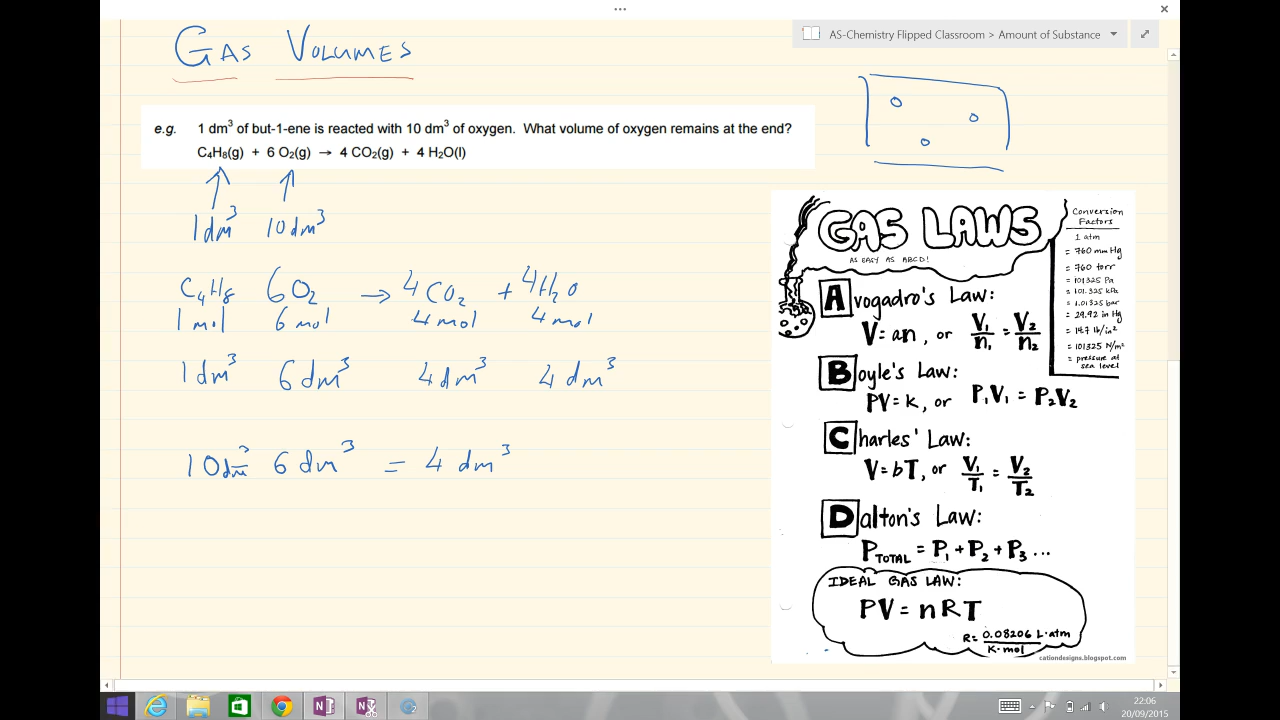 AS-Chemistry Flipped Classroom > Amount of Substance
GAS VOLUMES
e.g. 1 dm³ of but-1-ene is reacted with 10 dm³ of oxygen. What volume of oxygen remains at the end?
C₄H₈(g) + 6 O₂(g) → 4 CO₂(g) + 4 H₂O(l)
1dm³ 10dm³
C₄H₈ 6O₂ → 4CO₂ + 4H₂O
1mol 6mol 4mol 4mol
1dm³ 6dm³ 4dm³ 4dm³
10dm³ 6dm³ = 4dm³
GAS LAWS
AS EASY AS ABCD!
Avogadro's Law:
V=an, or V₁/n₁ = V₂/n₂
Boyle's Law:
PV=K, or P₁V₁ = P₂V₂
Charles' Law:
V=bT, or V₁/T₁ = V₂/T₂
Dalton's Law:
P TOTAL = P₁ + P₂ + P₃ ...
IDEAL GAS LAW:
PV = nRT
R = 0.08206 L·atm/K·mol
cationdesigns.blogspot.com
Conversion
Factors
1 atm
= 760 mm Hg
= 760 torr
= 101325 Pa
= 101.325 kPa
= 1.01325 bar
= 29.92 in Hg
= 14.7 lb/in²
= 101325 N/m²
= pressure at
sea level
22:06
20/09/2015